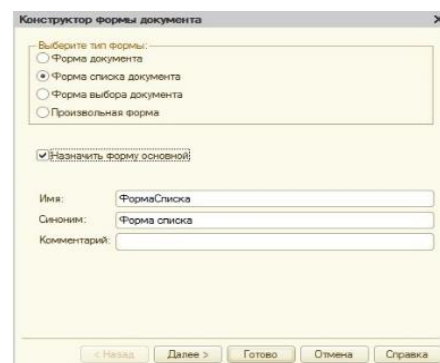 Конструктор формы документа
Выберите тип формы:
Форма документа
Форма списка документа
Форма выбора документа
Произвольная форма
Назначить форму основной
Имя: ФормаСписка
Синоним: Форма списка
Комментарий:
< Назад Далее > Готово Отмена Справка